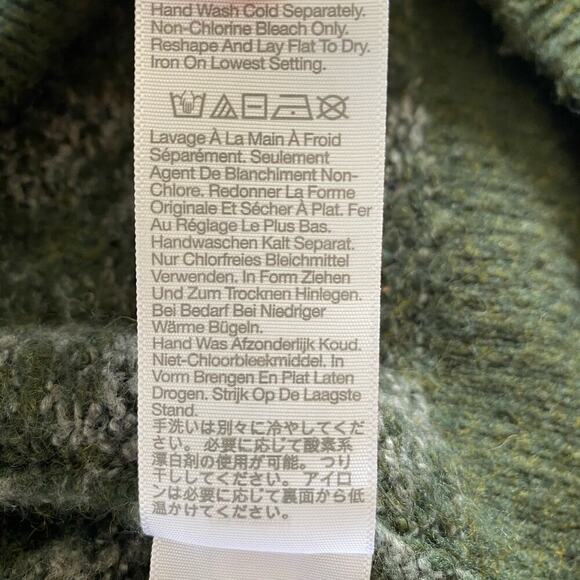 Hand Wash Cold Separately.
Non-Chlorine Bleach Only.
Reshape And Lay Flat To Dry.
Iron On Lowest Setting.
Lavage À La Main À Froid
Séparément. Seulement
Agent De Blanchiment Non-
Chlore. Redonner La Forme
Originale Et Sécher À Plat. Fer
Au Réglage Le Plus Bas.
Handwaschen Kalt Separat.
Nur Chlorfreies Bleichmittel
Verwenden. In Form Ziehen
Und Zum Trocknen Hinlegen.
Bei Bedarf Bei Niedriger
Wärme Bügeln.
Hand Was Afzonderlijk Koud.
Niet-Chloorbleekmiddel. In
Vorm Brengen En Plat Laten
Drogen. Strijk Op De Laagste
Stand.
手洗いは別々に冷やしてくだ
さい。必要に応じて酸素系
漂白剤の使用が可能。つり
干ししてください。アイロ
ンは必要に応じて裏面から低
温かけてください。